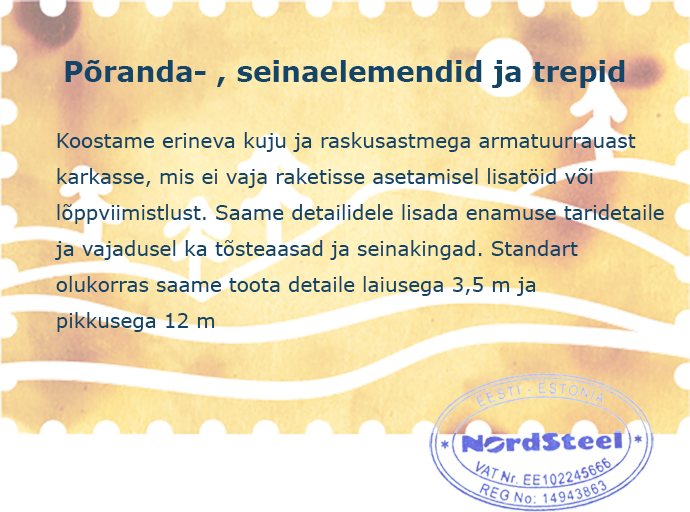 Põranda- , seinaelemendid ja trepid
Koostame erineva kuju ja raskusastmega armatuurrauast
karkasse, mis ei vaja raketisse asetamisel lisatöid või
lõppviimistlust. Saame detailidele lisada enamuse taridetaile
ja vajadusel ka tõsteaasad ja seinakingad. Standart
olukorras saame toota detaile laiusega 3,5 m ja
pikkusega 12 m
EESTI - ESTONIA
* NordSteel *
VAT Nr. EE102245666
REG No: 14943863